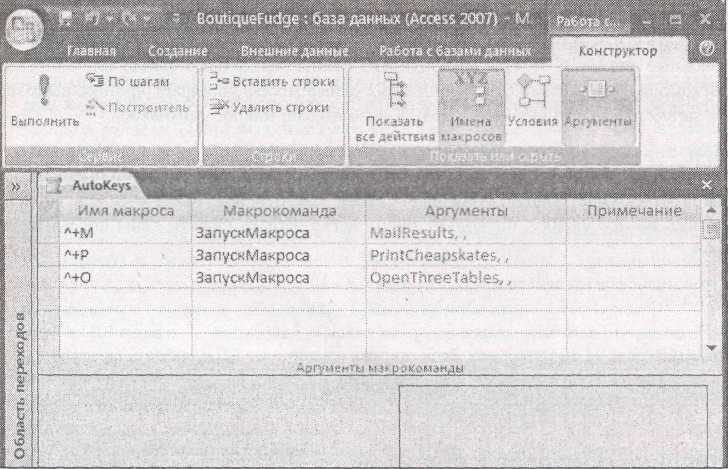 BoutiqueFudge : база данных (Access 2007) - М... Работа с...
Главная Создание Внешние данные Работа с базами данных Конструктор
Выполнить По шагам Построитель
Вставить строки Удалить строки
Показать все действия Имена макросов Условия Аргументы
Сервис Строки Показать или скрыть
AutoKeys
Имя макроса Макрокоманда Аргументы Примечание
^+M ЗапускМакроса MailResults, ,
^+P ЗапускМакроса PrintCheapskates, ,
^+O ЗапускМакроса OpenThreeTables, ,
Аргументы макрокоманды
Область переходов